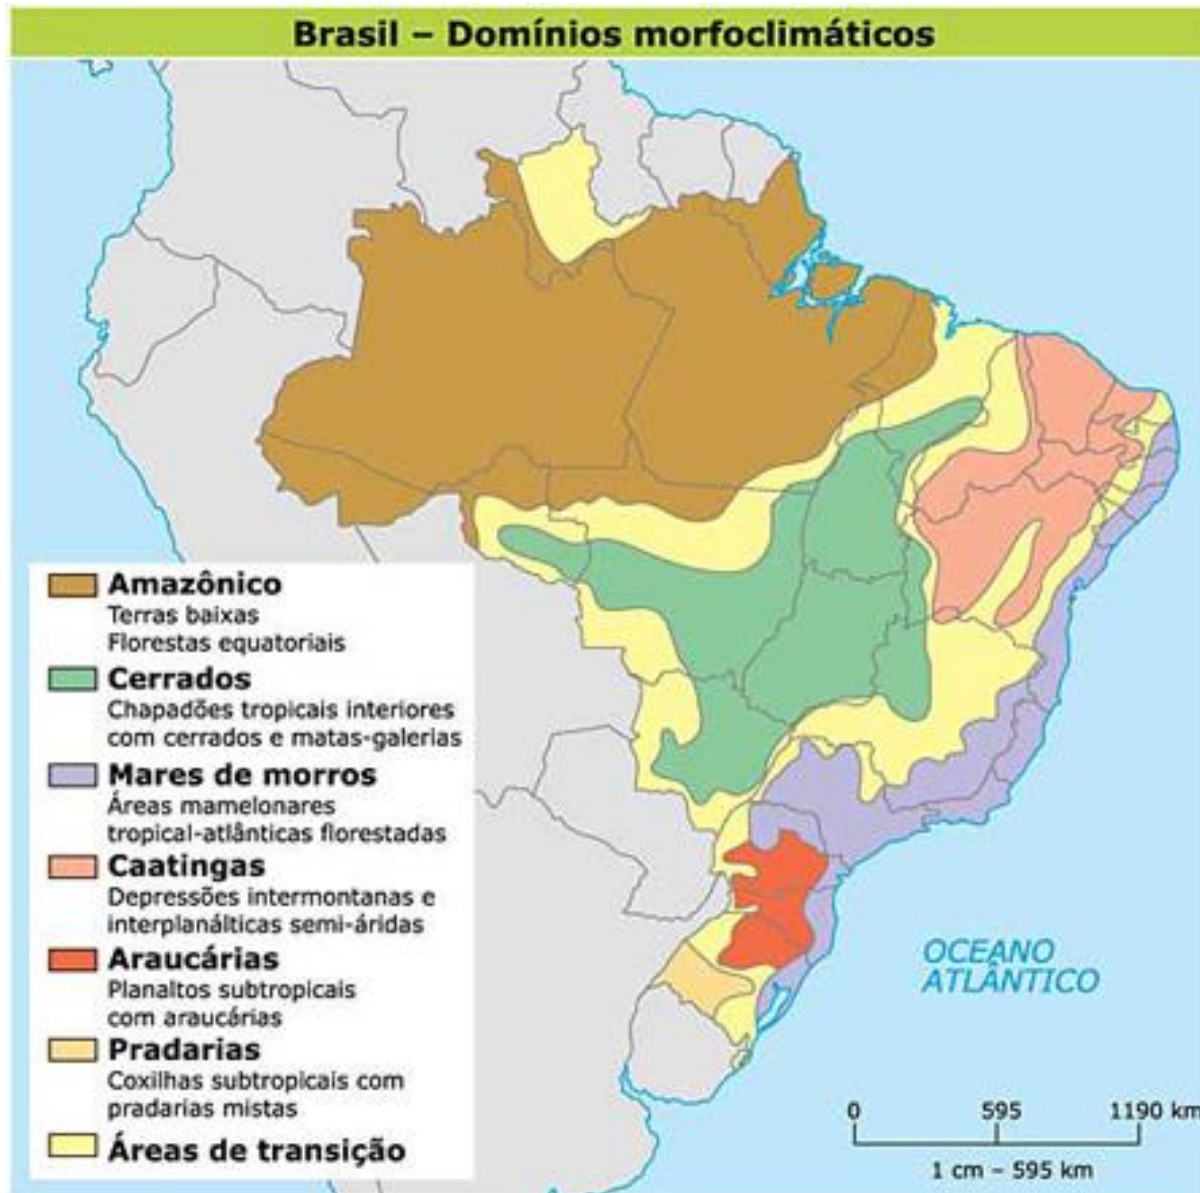 Brasil – Domínios morfoclimáticos
Amazônico
Terras baixas
Florestas equatoriais
Cerrados
Chapadões tropicais interiores
com cerrados e matas-galerias
Mares de morros
Áreas mamelonares
tropical-atlânticas florestadas
Caatingas
Depressões intermontanas e
interplanálticas semi-áridas
Araucárias
Planaltos subtropicais
com araucárias
Pradarias
Coxilhas subtropicais com
pradarias mistas
Áreas de transição
OCEANO
ATLÂNTICO
0 595 1190 km
1 cm – 595 km